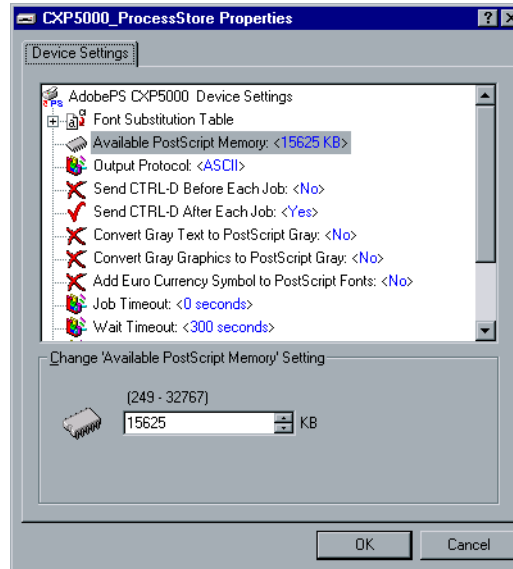 CXP5000_ProcessStore Properties
Device Settings
AdobePS CXP5000 Device Settings
Font Substitution Table
Available PostScript Memory: <15625 KB>
Output Protocol: <ASCII>
Send CTRL-D Before Each Job: <No>
Send CTRL-D After Each Job: <Yes>
Convert Gray Text to PostScript Gray: <No>
Convert Gray Graphics to PostScript Gray: <No>
Add Euro Currency Symbol to PostScript Fonts: <No>
Job Timeout: <0 seconds>
Wait Timeout: <300 seconds>
Change 'Available PostScript Memory' Setting
(249 - 32767)
15625 KB
OK Cancel